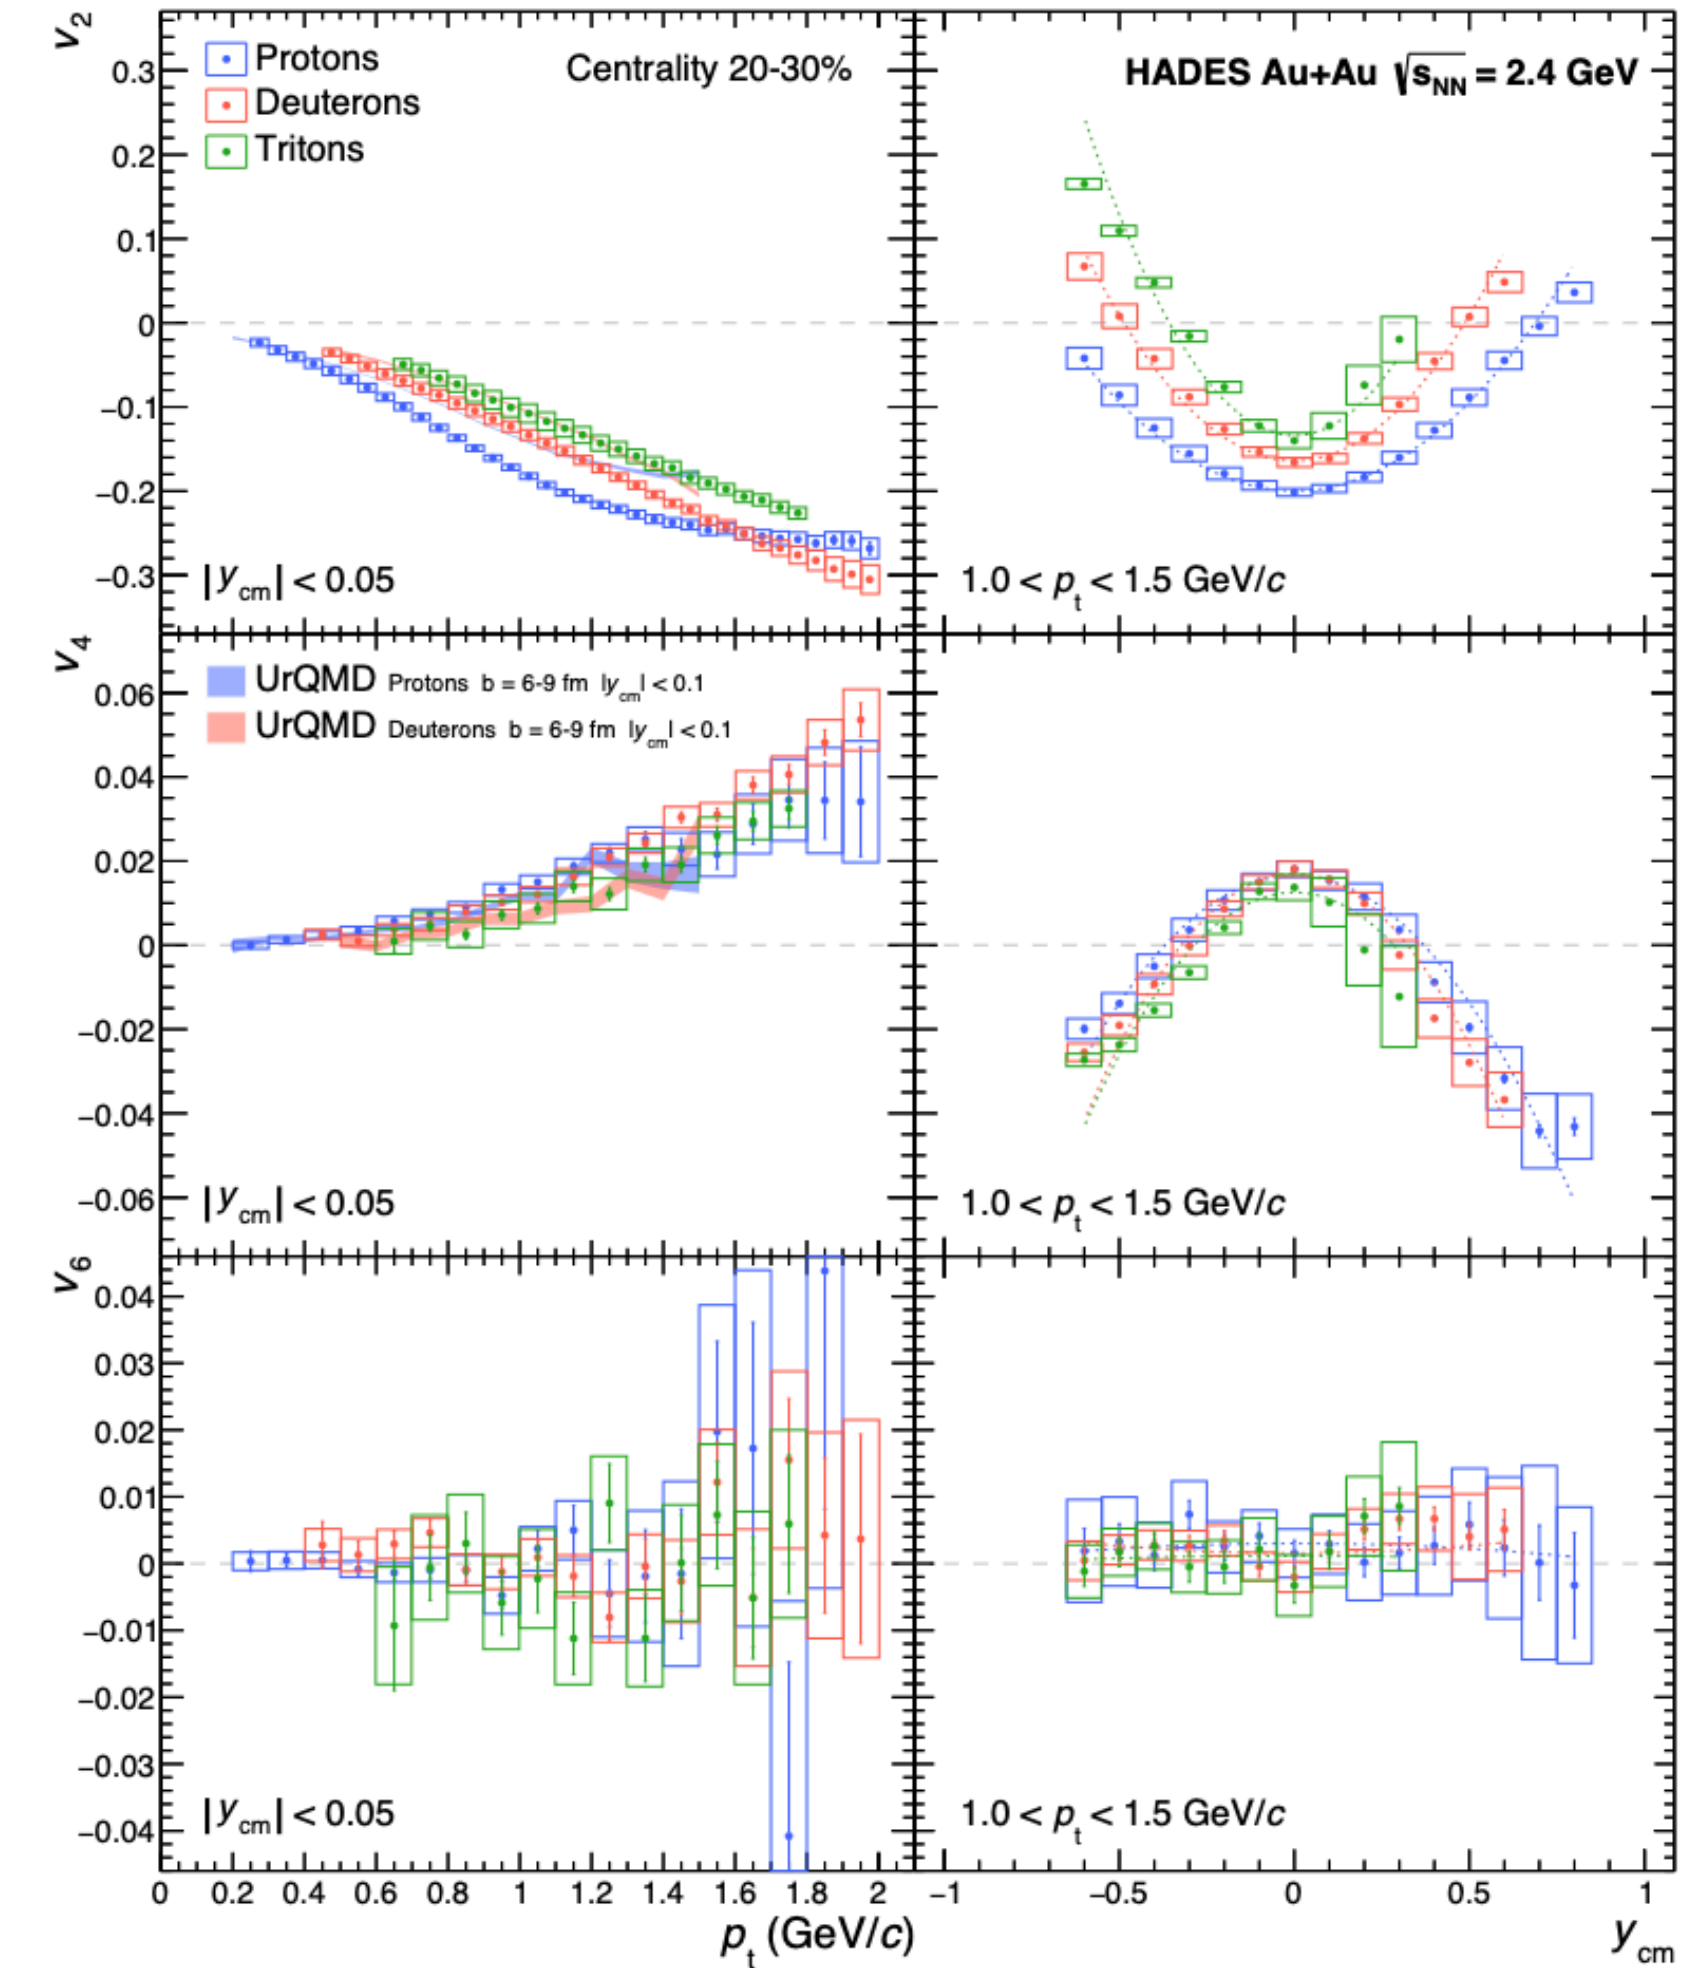 v2
0.3
0.2
0.1
0
−0.1
−0.2
−0.3
Protons
Deuterons
Tritons
Centrality 20-30%
|ycm| < 0.05
HADES Au+Au √sNN = 2.4 GeV
1.0 < pt < 1.5 GeV/c
v4
0.06
0.04
0.02
0
−0.02
−0.04
−0.06
UrQMD Protons b = 6-9 fm |ycm| < 0.1
UrQMD Deuterons b = 6-9 fm |ycm| < 0.1
|ycm| < 0.05
1.0 < pt < 1.5 GeV/c
v6
0.04
0.03
0.02
0.01
0
−0.01
−0.02
−0.03
−0.04
|ycm| < 0.05
1.0 < pt < 1.5 GeV/c
0 0.2 0.4 0.6 0.8 1 1.2 1.4 1.6 1.8 2
−1 −0.5 0 0.5 1
pt (GeV/c)
ycm